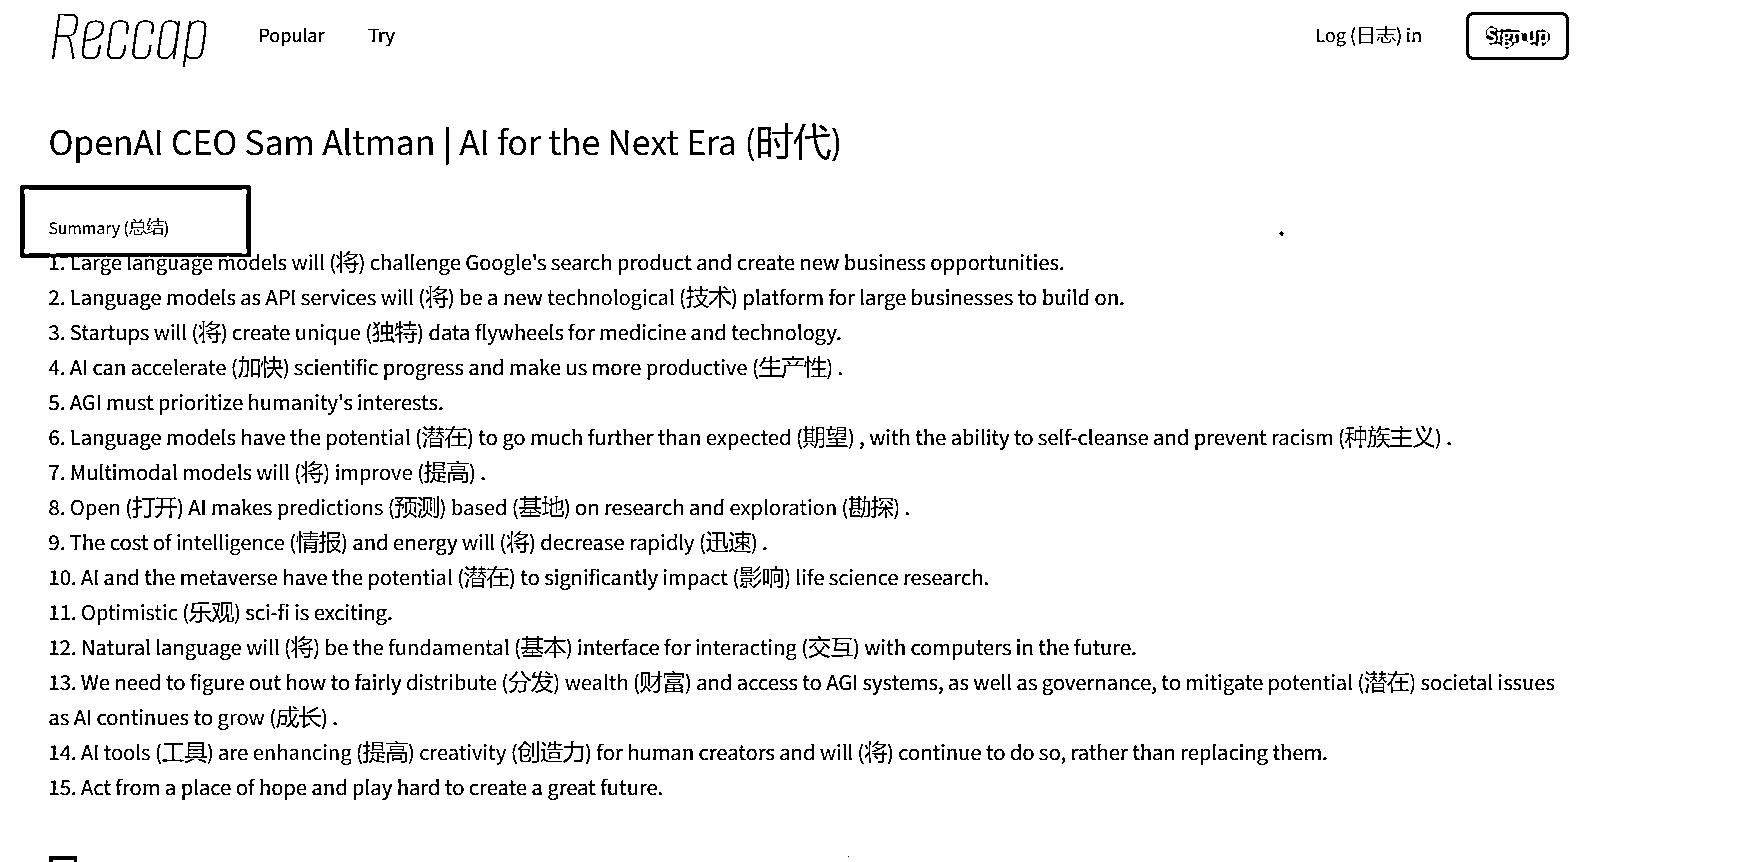 Reccap
Popular
Try
Log (日志) in
Sign up
OpenAI CEO Sam Altman | AI for the Next Era (时代)
Summary (总结)
1. Large language models will (将) challenge Google's search product and create new business opportunities.
2. Language models as API services will (将) be a new technological (技术) platform for large businesses to build on.
3. Startups will (将) create unique (独特) data flywheels for medicine and technology.
4. AI can accelerate (加快) scientific progress and make us more productive (生产性) .
5. AGI must prioritize humanity's interests.
6. Language models have the potential (潜在) to go much further than expected (期望) , with the ability to self-cleanse and prevent racism (种族主义) .
7. Multimodal models will (将) improve (提高) .
8. Open (打开) AI makes predictions (预测) based (基地) on research and exploration (勘探) .
9. The cost of intelligence (情报) and energy will (将) decrease rapidly (迅速) .
10. AI and the metaverse have the potential (潜在) to significantly impact (影响) life science research.
11. Optimistic (乐观) sci-fi is exciting.
12. Natural language will (将) be the fundamental (基本) interface for interacting (交互) with computers in the future.
13. We need to figure out how to fairly distribute (分发) wealth (财富) and access to AGI systems, as well as governance, to mitigate potential (潜在) societal issues
as AI continues to grow (成长) .
14. AI tools (工具) are enhancing (提高) creativity (创造力) for human creators and will (将) continue to do so, rather than replacing them.
15. Act from a place of hope and play hard to create a great future.